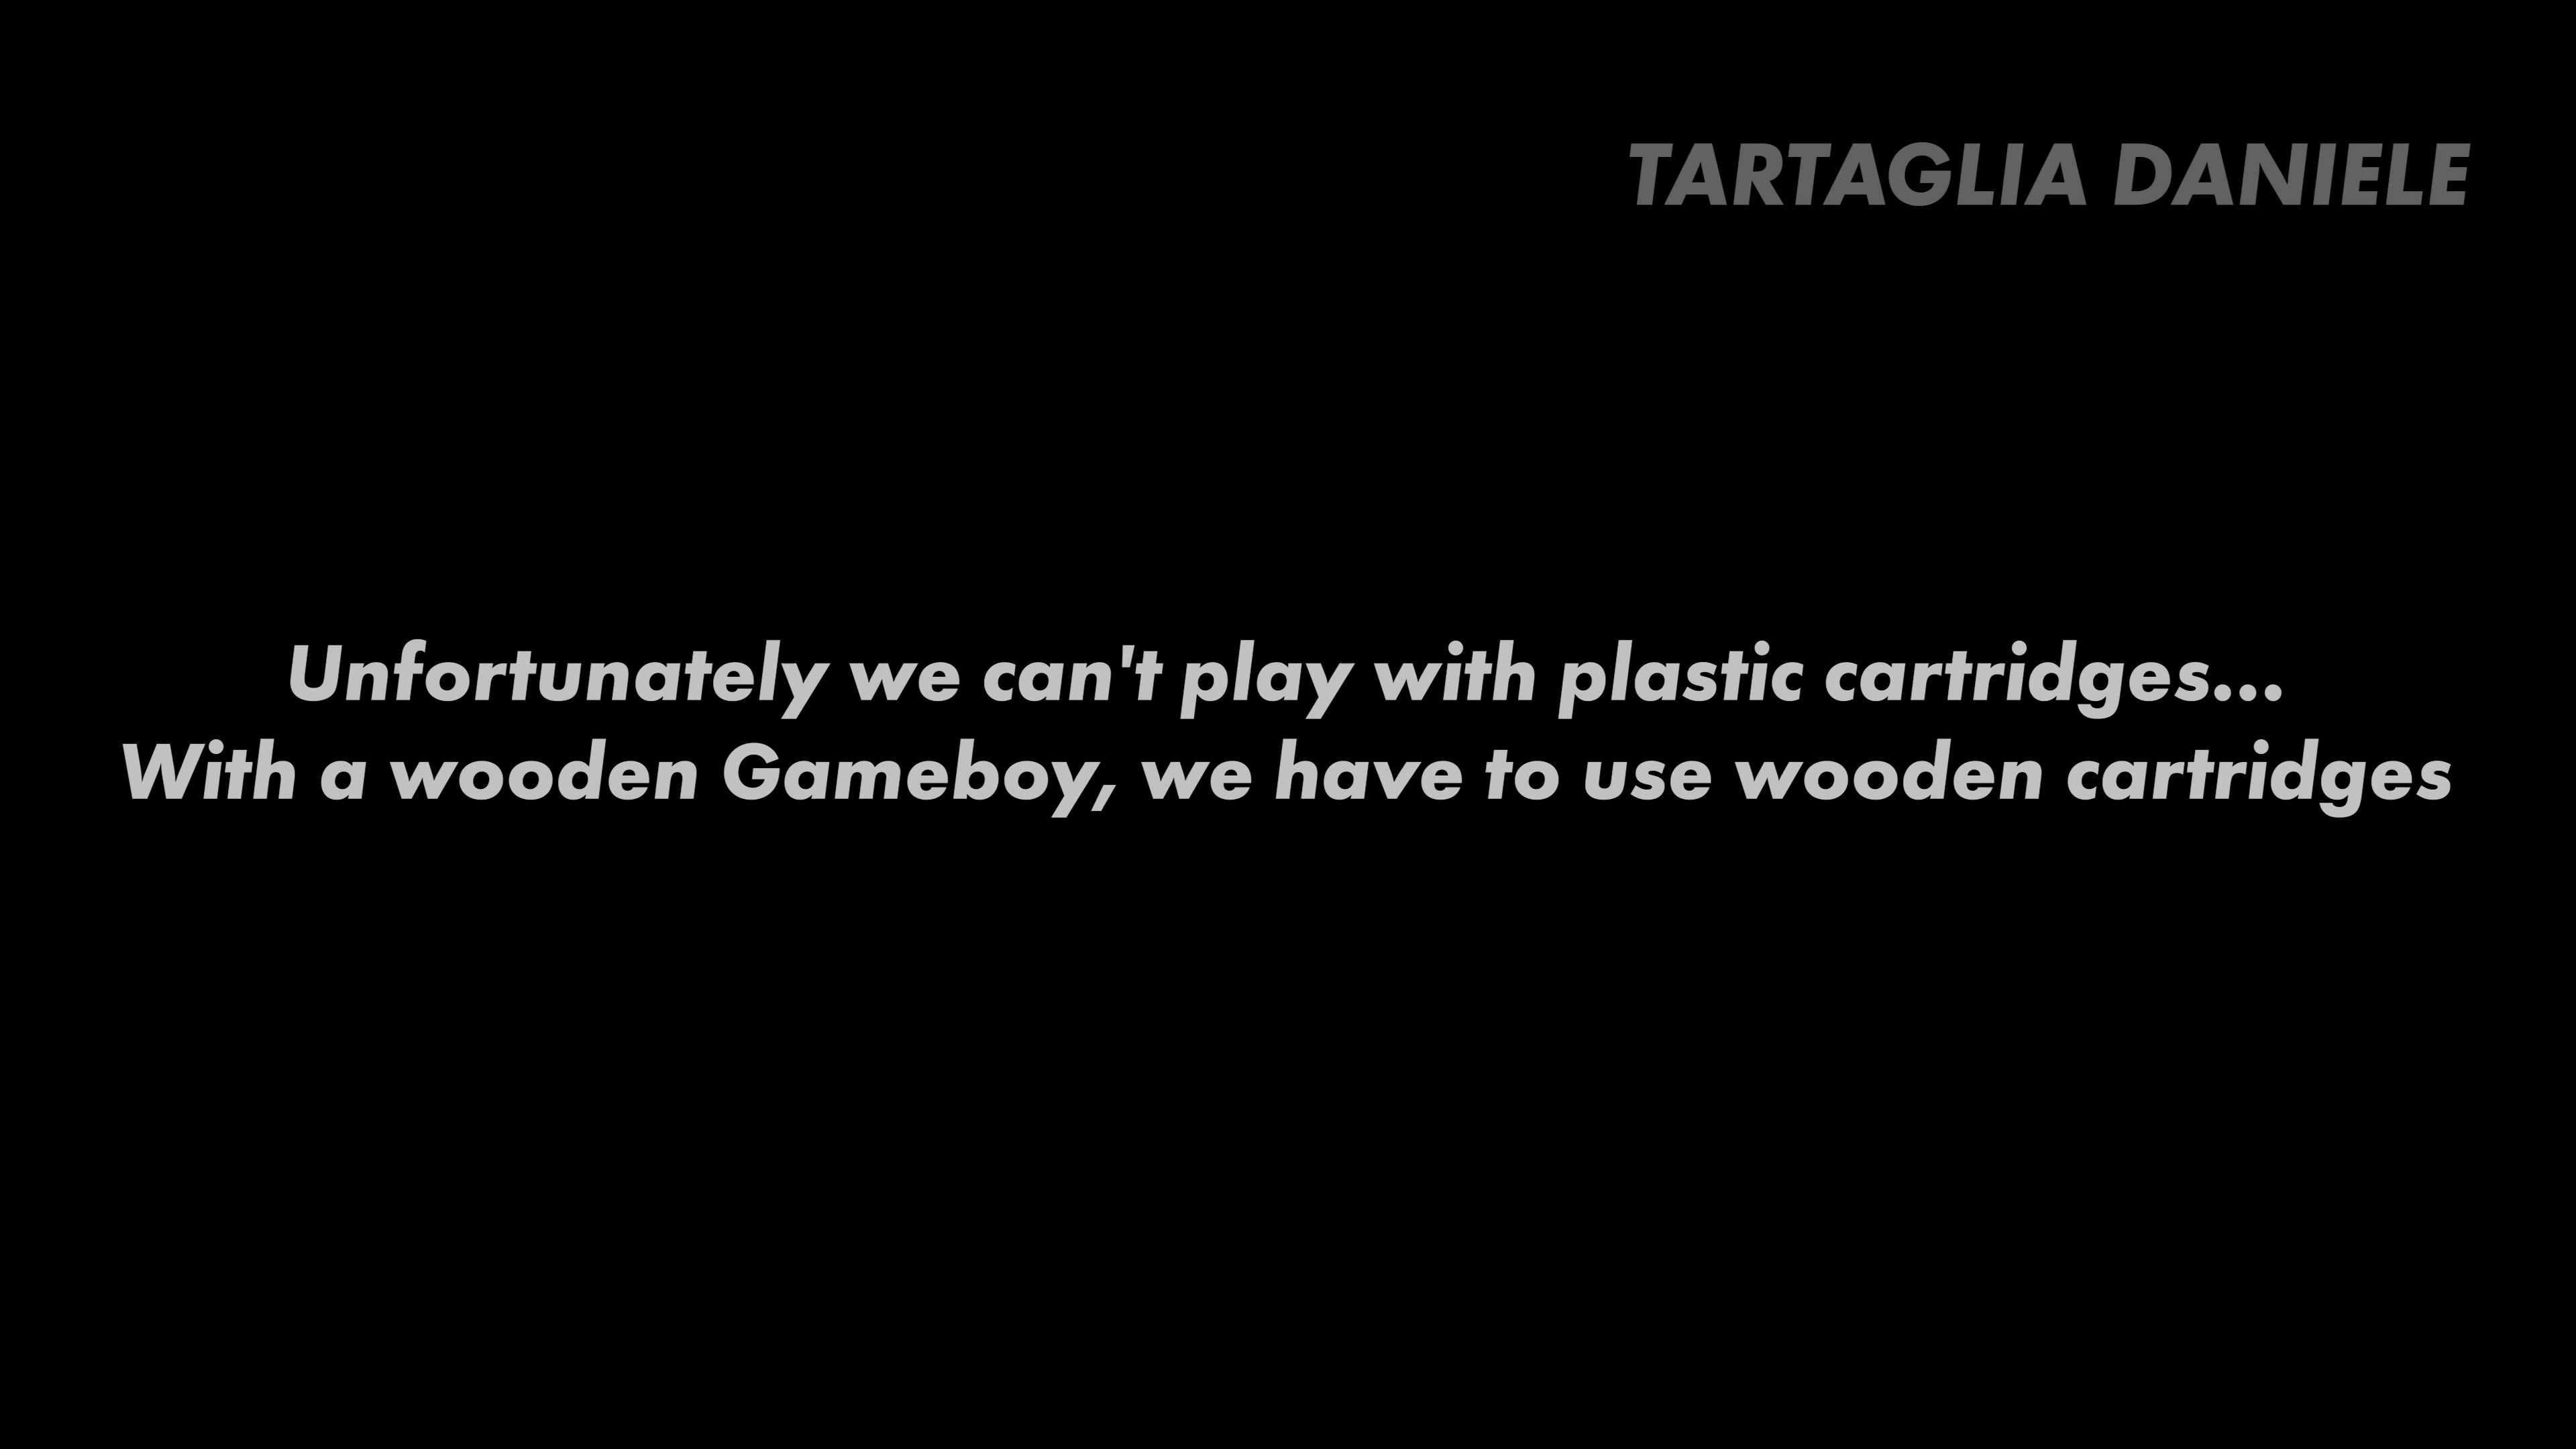 TARTAGLIA DANIELE
Unfortunately we can't play with plastic cartridges...
With a wooden Gameboy, we have to use wooden cartridges